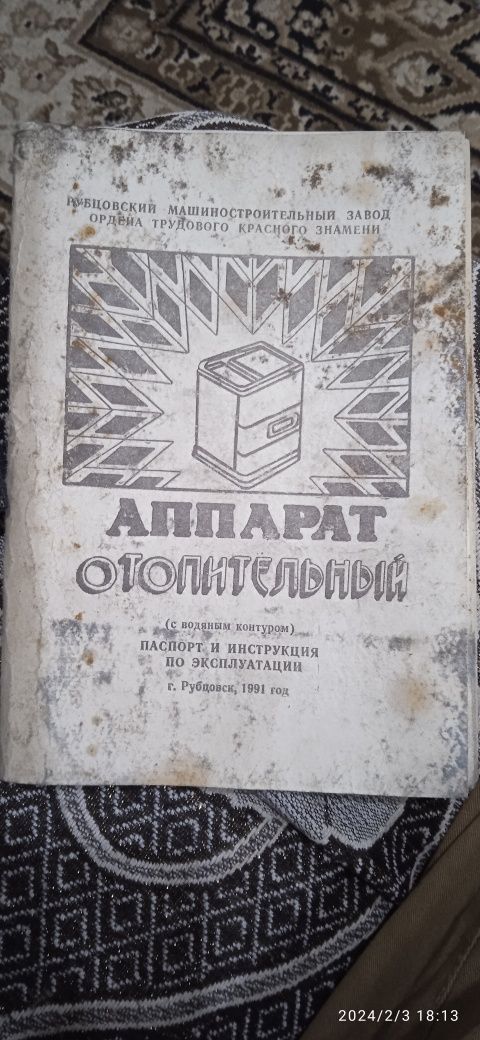 РУБЦОВСКИЙ МАШИНОСТРОИТЕЛЬНЫЙ ЗАВОД
ОРДЕНА ТРУДОВОГО КРАСНОГО ЗНАМЕНИ
АППАРАТ
ОТОПИТЕЛЬНЫЙ
(с водяным контуром)
ПАСПОРТ И ИНСТРУКЦИЯ
ПО ЭКСПЛУАТАЦИИ
г. Рубцовск, 1991 год
2024/2/3 18:13